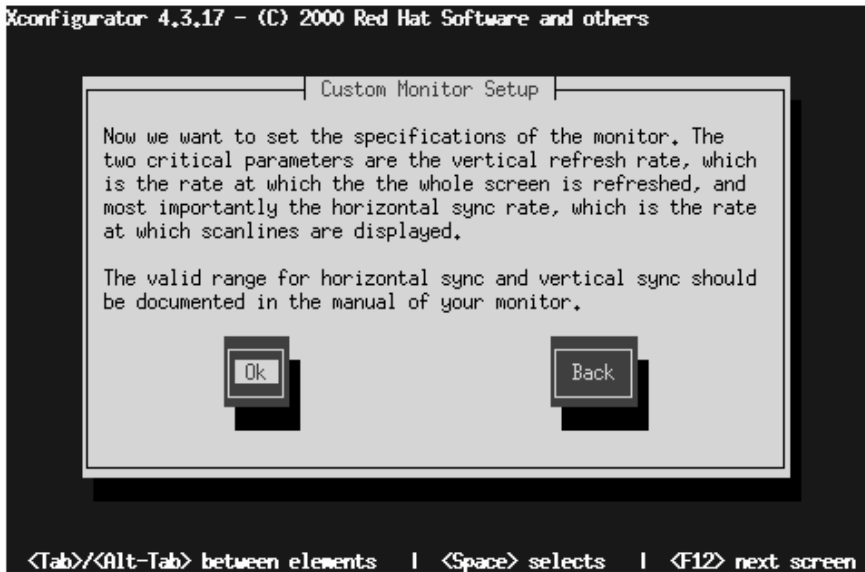 Xconfigurator 4.3.17 - (C) 2000 Red Hat Software and others
Custom Monitor Setup
Now we want to set the specifications of the monitor. The
two critical parameters are the vertical refresh rate, which
is the rate at which the the whole screen is refreshed, and
most importantly the horizontal sync rate, which is the rate
at which scanlines are displayed.
The valid range for horizontal sync and vertical sync should
be documented in the manual of your monitor.
Ok
Back
<Tab>/<Alt-Tab> between elements | <Space> selects | <F12> next screen